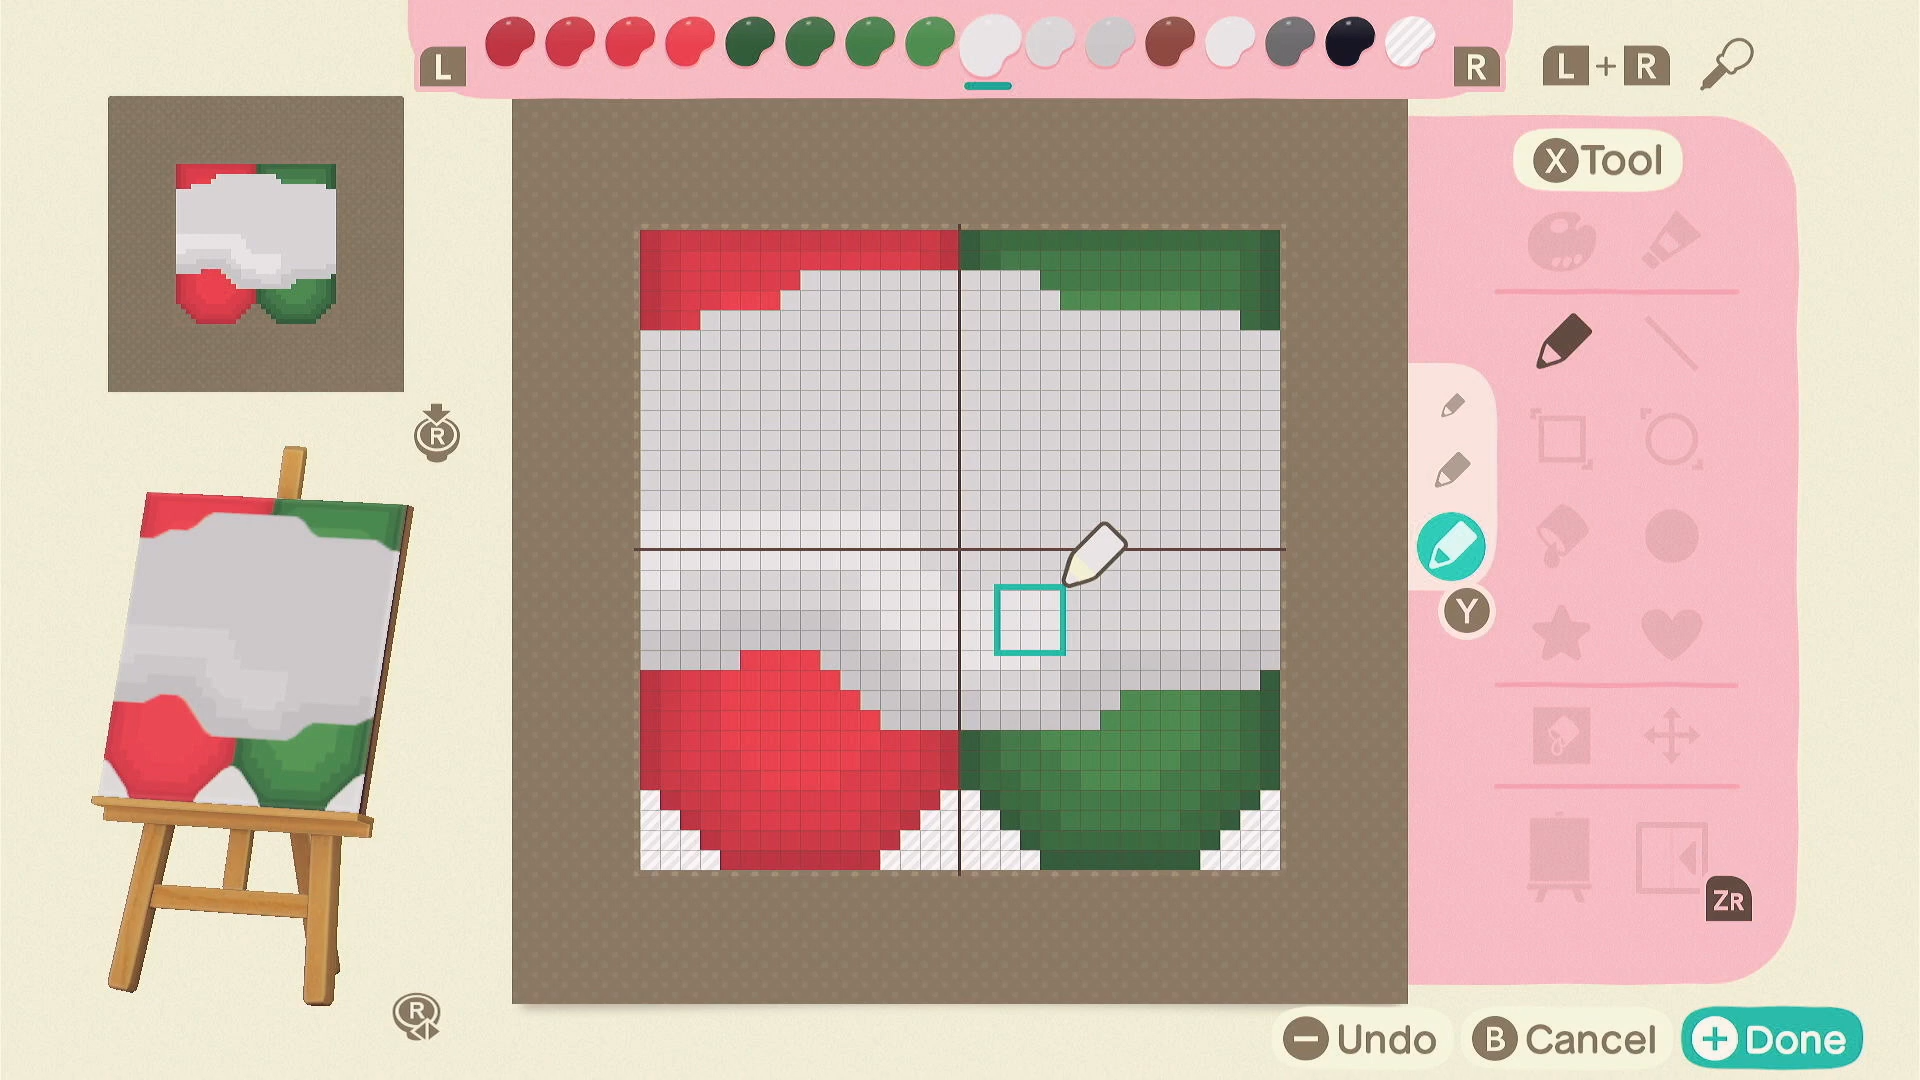 L
R
L + R
X Tool
R
Y
ZR
R
− Undo
B Cancel
+ Done